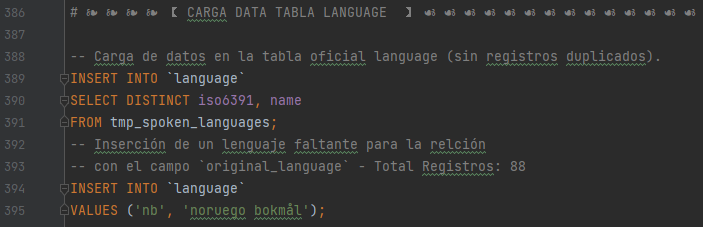 386 # ☙ ☙ ☙ ☙ 【 CARGA DATA TABLA LANGUAGE 】 ☙ ☙ ☙ ☙ ☙ ☙ ☙ ☙ ☙ ☙ ☙ ☙ ☙ ☙ ☙ ☙ ☙ ☙
387
388 -- Carga de datos en la tabla oficial language (sin registros duplicados).
389 INSERT INTO `language`
390 SELECT DISTINCT iso6391, name
391 FROM tmp_spoken_languages;
392 -- Inserción de un lenguaje faltante para la relción
393 -- con el campo `original_language` - Total Registros: 88
394 INSERT INTO `language`
395 VALUES ('nb', 'noruego bokmål');